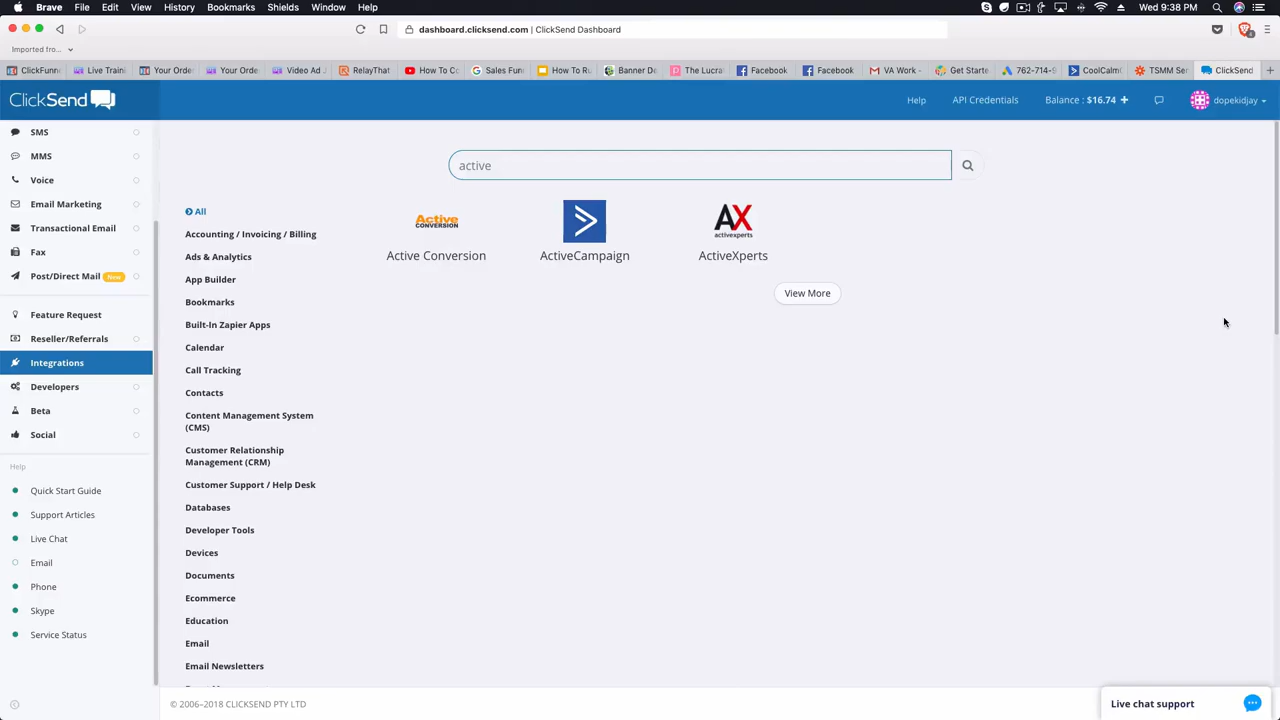 Brave File Edit View History Bookmarks Shields Window Help
Wed 9:38 PM
dashboard.clicksend.com | ClickSend Dashboard
Imported fro...
ClickFunn
Live Traini
Your Orde
Your Orde
Video Ad
RelayThat
How To Co
Sales Fun
How To Ru
Banner De
The Lucra
Facebook
Facebook
VA Work -
Get Starte
762-714-9
CoolCalm
TSMM Ser
ClickSend
ClickSend
Help
API Credentials
Balance : $16.74
dopekidjay
SMS
MMS
Voice
Email Marketing
Transactional Email
Fax
Post/Direct Mail New
Feature Request
Reseller/Referrals
Integrations
Developers
Beta
Social
Help
Quick Start Guide
Support Articles
Live Chat
Email
Phone
Skype
Service Status
active
All
Accounting / Invoicing / Billing
Ads & Analytics
App Builder
Bookmarks
Built-In Zapier Apps
Calendar
Call Tracking
Contacts
Content Management System
(CMS)
Customer Relationship
Management (CRM)
Customer Support / Help Desk
Databases
Developer Tools
Devices
Documents
Ecommerce
Education
Email
Email Newsletters
Active
CONVERSION
Active Conversion
ActiveCampaign
AX
activexperts
ActiveXperts
View More
© 2006–2018 CLICKSEND PTY LTD
Live chat support